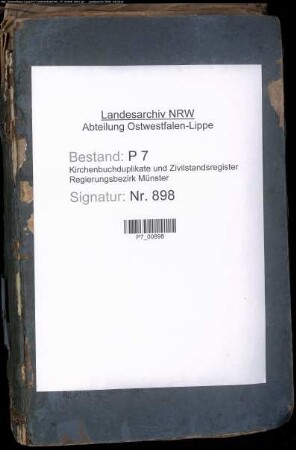 Landesarchiv NRW
Abteilung Ostwestfalen-Lippe
Bestand: P 7
Kirchenbuchduplikate und Zivilstandsregister
Regierungsbezirk Münster
Signatur: Nr. 898
P7_00898